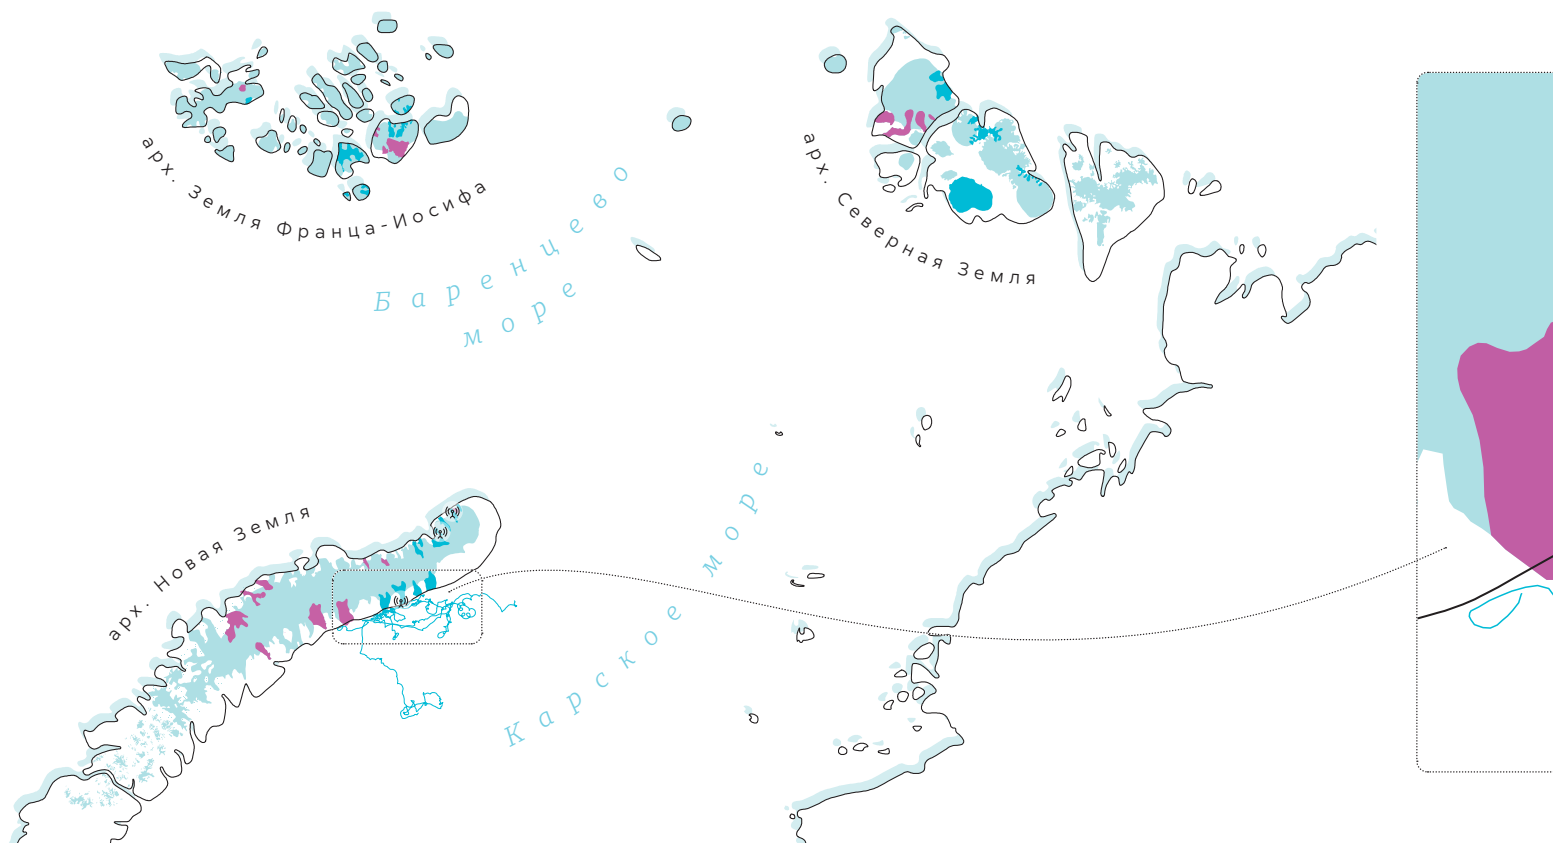 арх. Земля Франца-Иосифа
арх. Северная Земля
Баренцево
море
арх. Новая Земля
Карское море